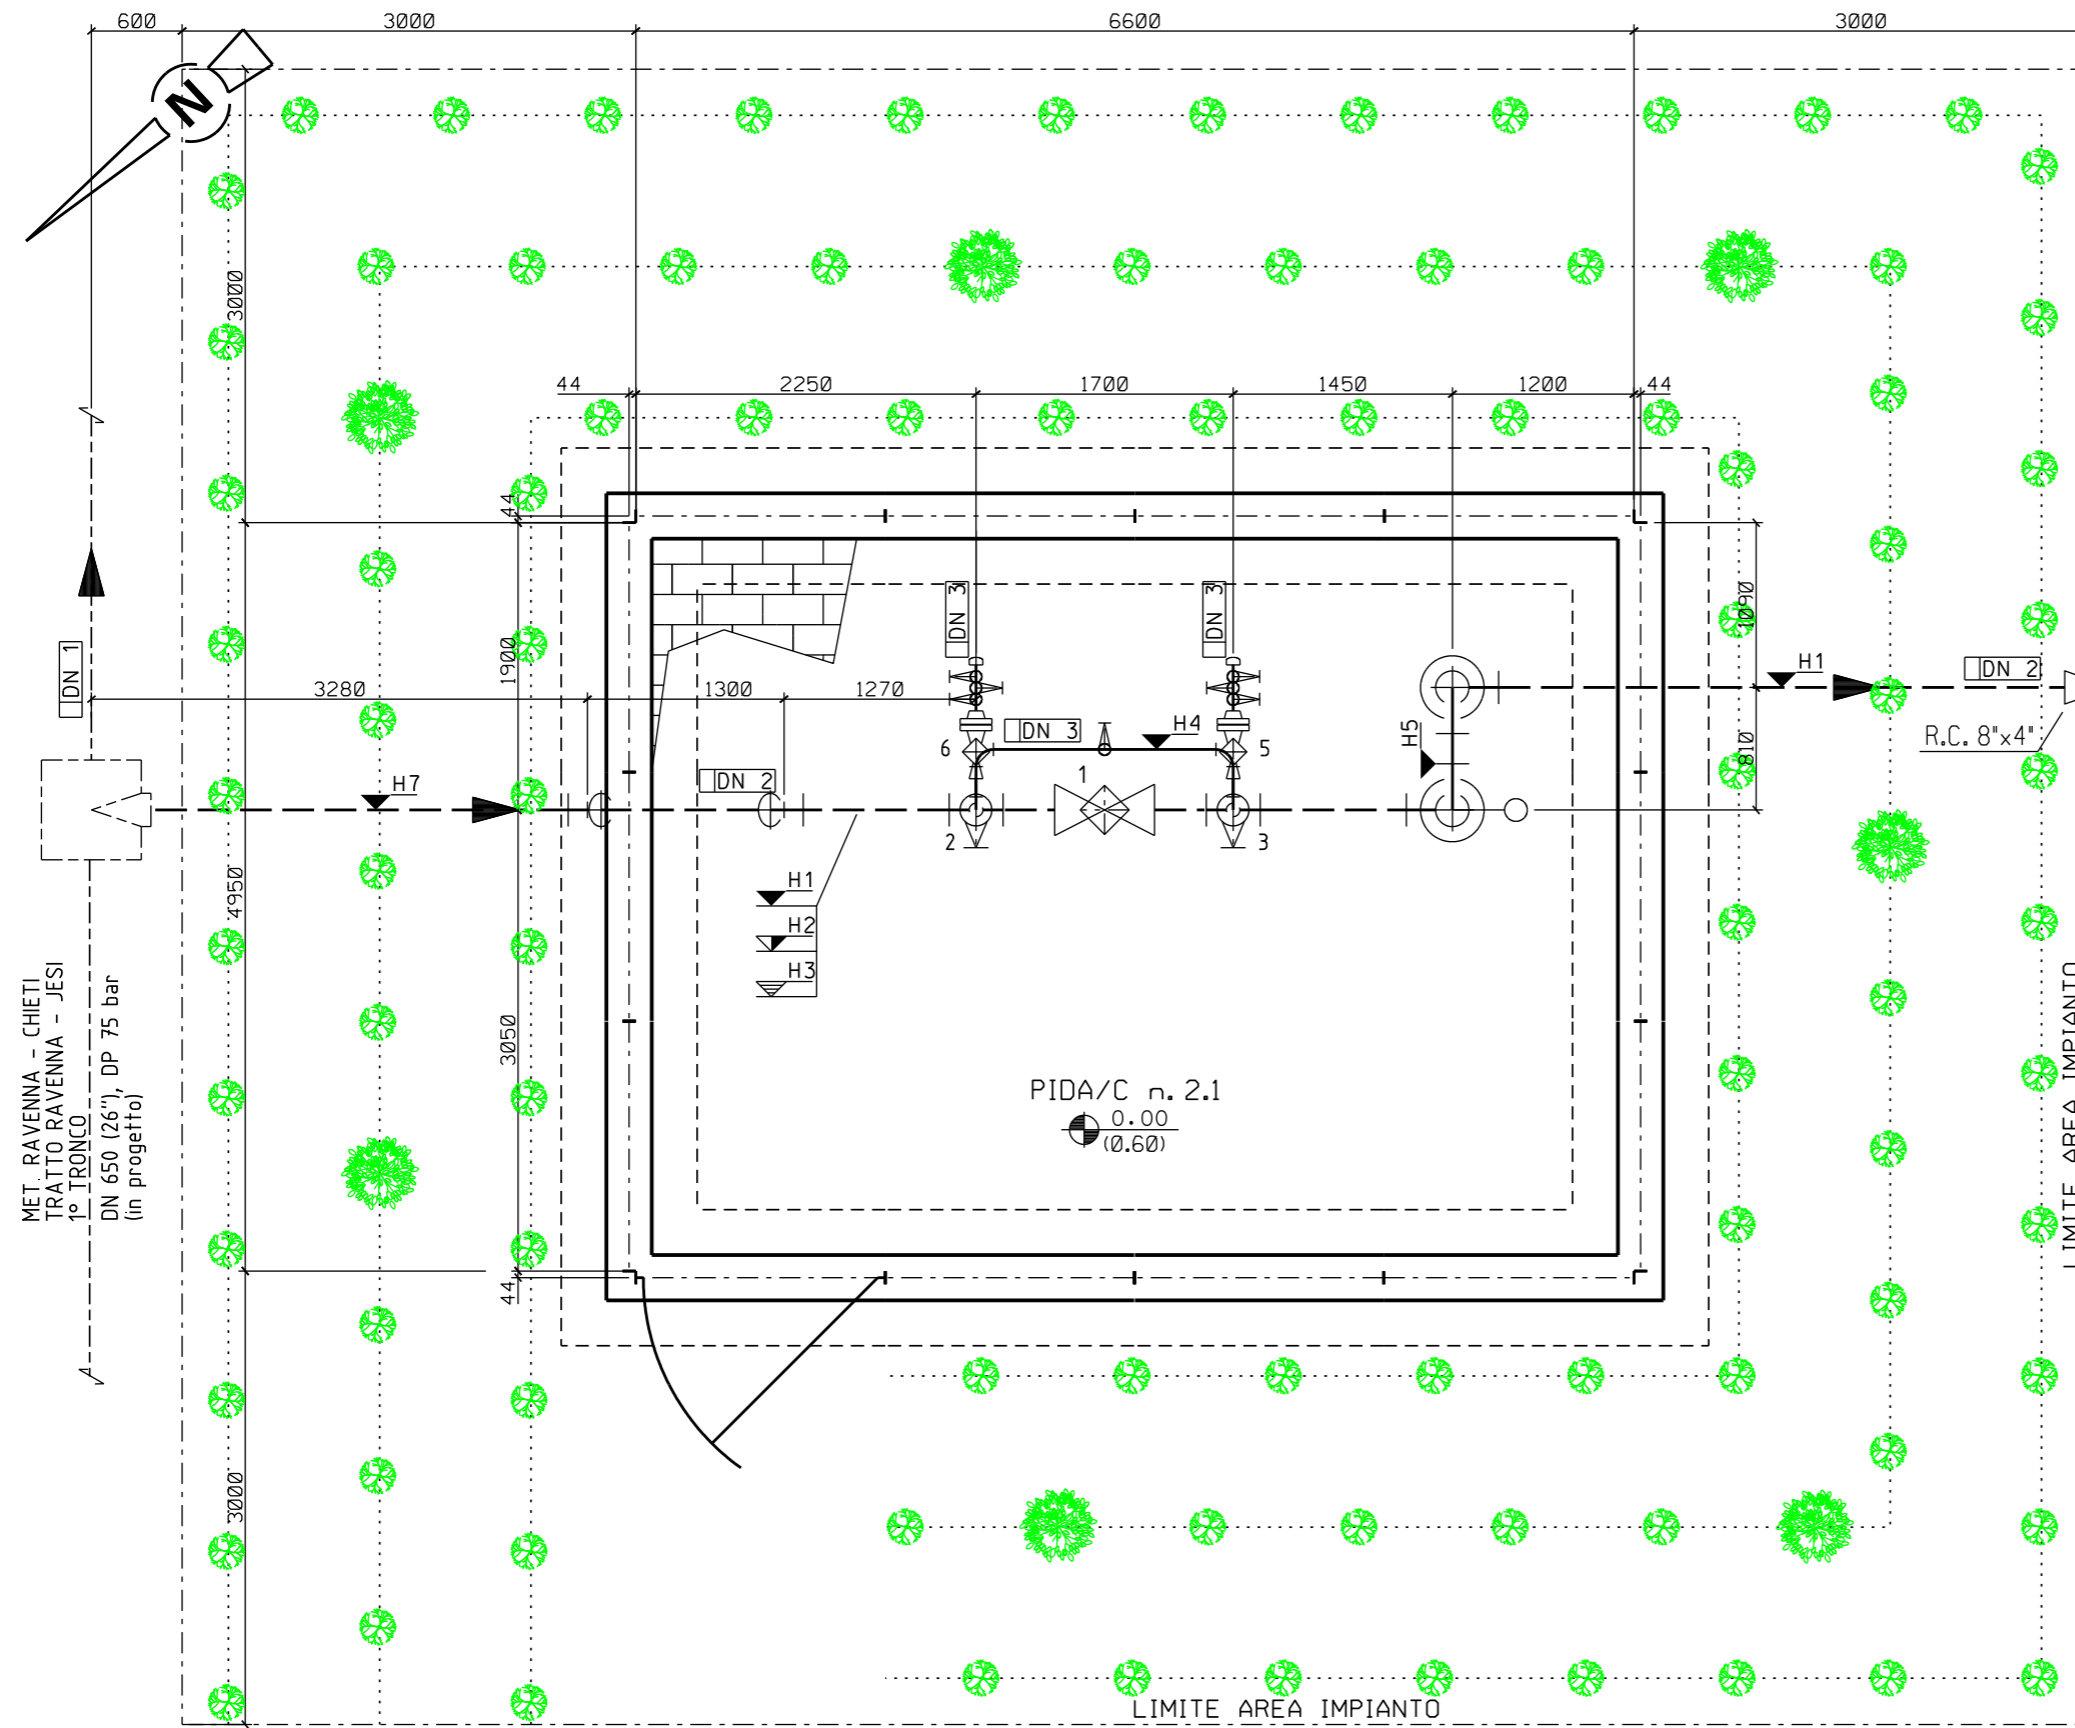 600
3000
6600
3000
N
3000
44
2250
1700
1450
1200
44
44
DN 3
DN 3
1090
1900
DN 1
3280
1300
1270
H1
DN 2
H4
DN 3
H5
R.C. 8"x4"
810
6
5
1
DN 2
H7
2
3
4950
H1
H2
H3
MET. RAVENNA - CHIETI
TRATTO RAVENNA - JESI
1° TRONCO
DN 650 (26"), DP 75 bar
(in progetto)
3050
LIMITE AREA IMPIANTO
PIDA/C n. 2.1
0.00
(0.60)
44
3000
LIMITE AREA IMPIANTO